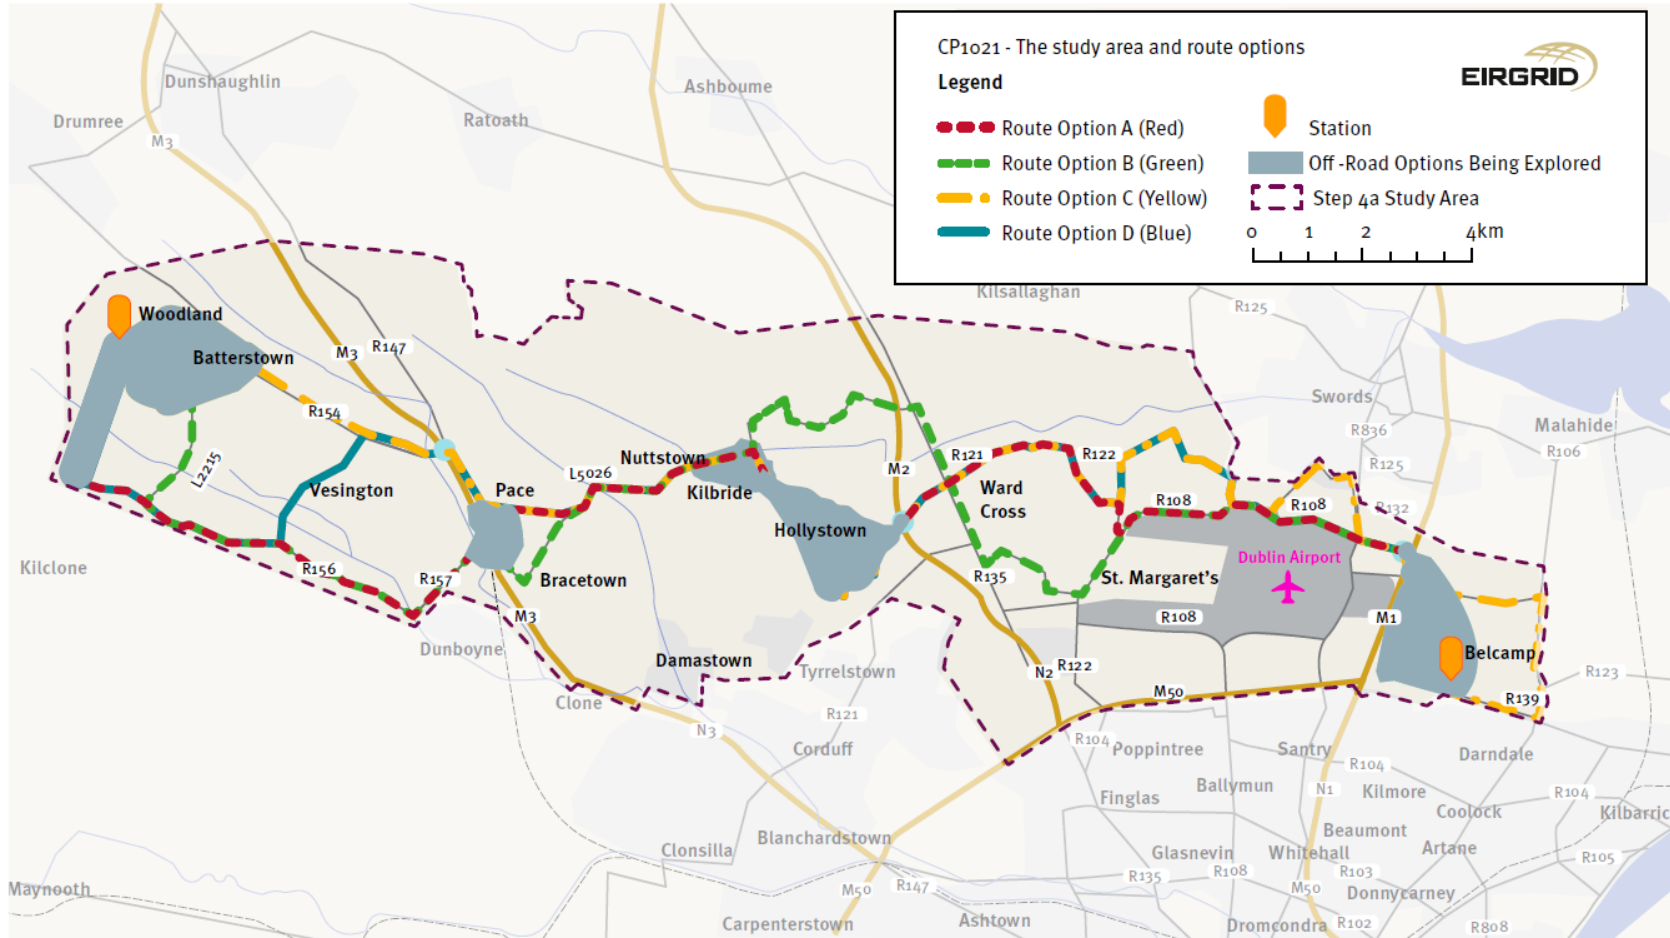 CP1021 - The study area and route options
Legend
EIRGRID
Route Option A (Red)
Station
Route Option B (Green)
Off -Road Options Being Explored
Route Option C (Yellow)
Step 4a Study Area
Route Option D (Blue)
0 1 2 4km
Dunshaughlin
Ashboume
Drumree
Ratoath
M3
Kilsallaghan
R125
Woodland
M3
R147
Batterstown
Swords
R154
Malahide
R836
R106
R125
Nuttstown
L2215
L5026
M2
R121
R122
Vesington
Pace
Kilbride
Ward
Cross
R108
R108
R132
Hollystown
Dublin Airport
Kilclone
R156
R157
Bracetown
R135
St. Margaret's
M3
R108
M1
Dunboyne
Damastown
Tyrrelstown
N2
R122
Belcamp
R123
M50
R139
Clone
R121
N3
Corduff
R104
Poppintree
Santry
Darndale
R104
Ballymun
N1
Kilmore
R104
Finglas
Coolock
Kilbarric
Beaumont
Blanchardstown
Clonsilla
Glasnevin
Whitehall
Artane
R105
R135
R108
R103
Maynooth
M50
R147
M50
Donnycarney
Carpenterstown
Ashtown
Dromcondra
R102
R808